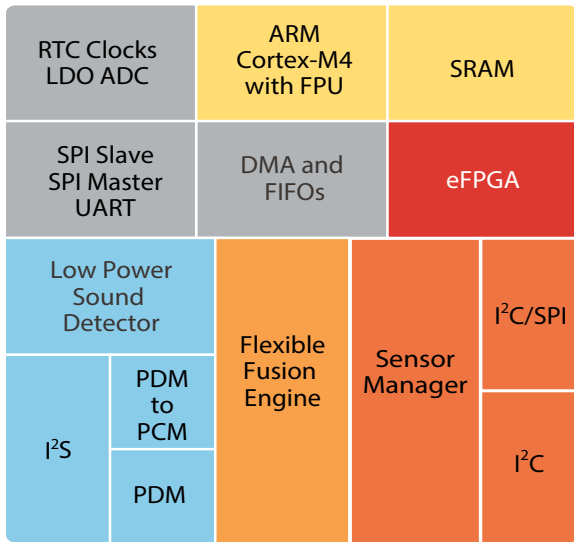 RTC Clocks
LDO ADC
ARM
Cortex-M4
with FPU
SRAM
SPI Slave
SPI Master
UART
DMA and
FIFOs
eFPGA
Low Power
Sound
Detector
I²S
PDM
to
PCM
PDM
Flexible
Fusion
Engine
Sensor
Manager
I²C/SPI
I²C